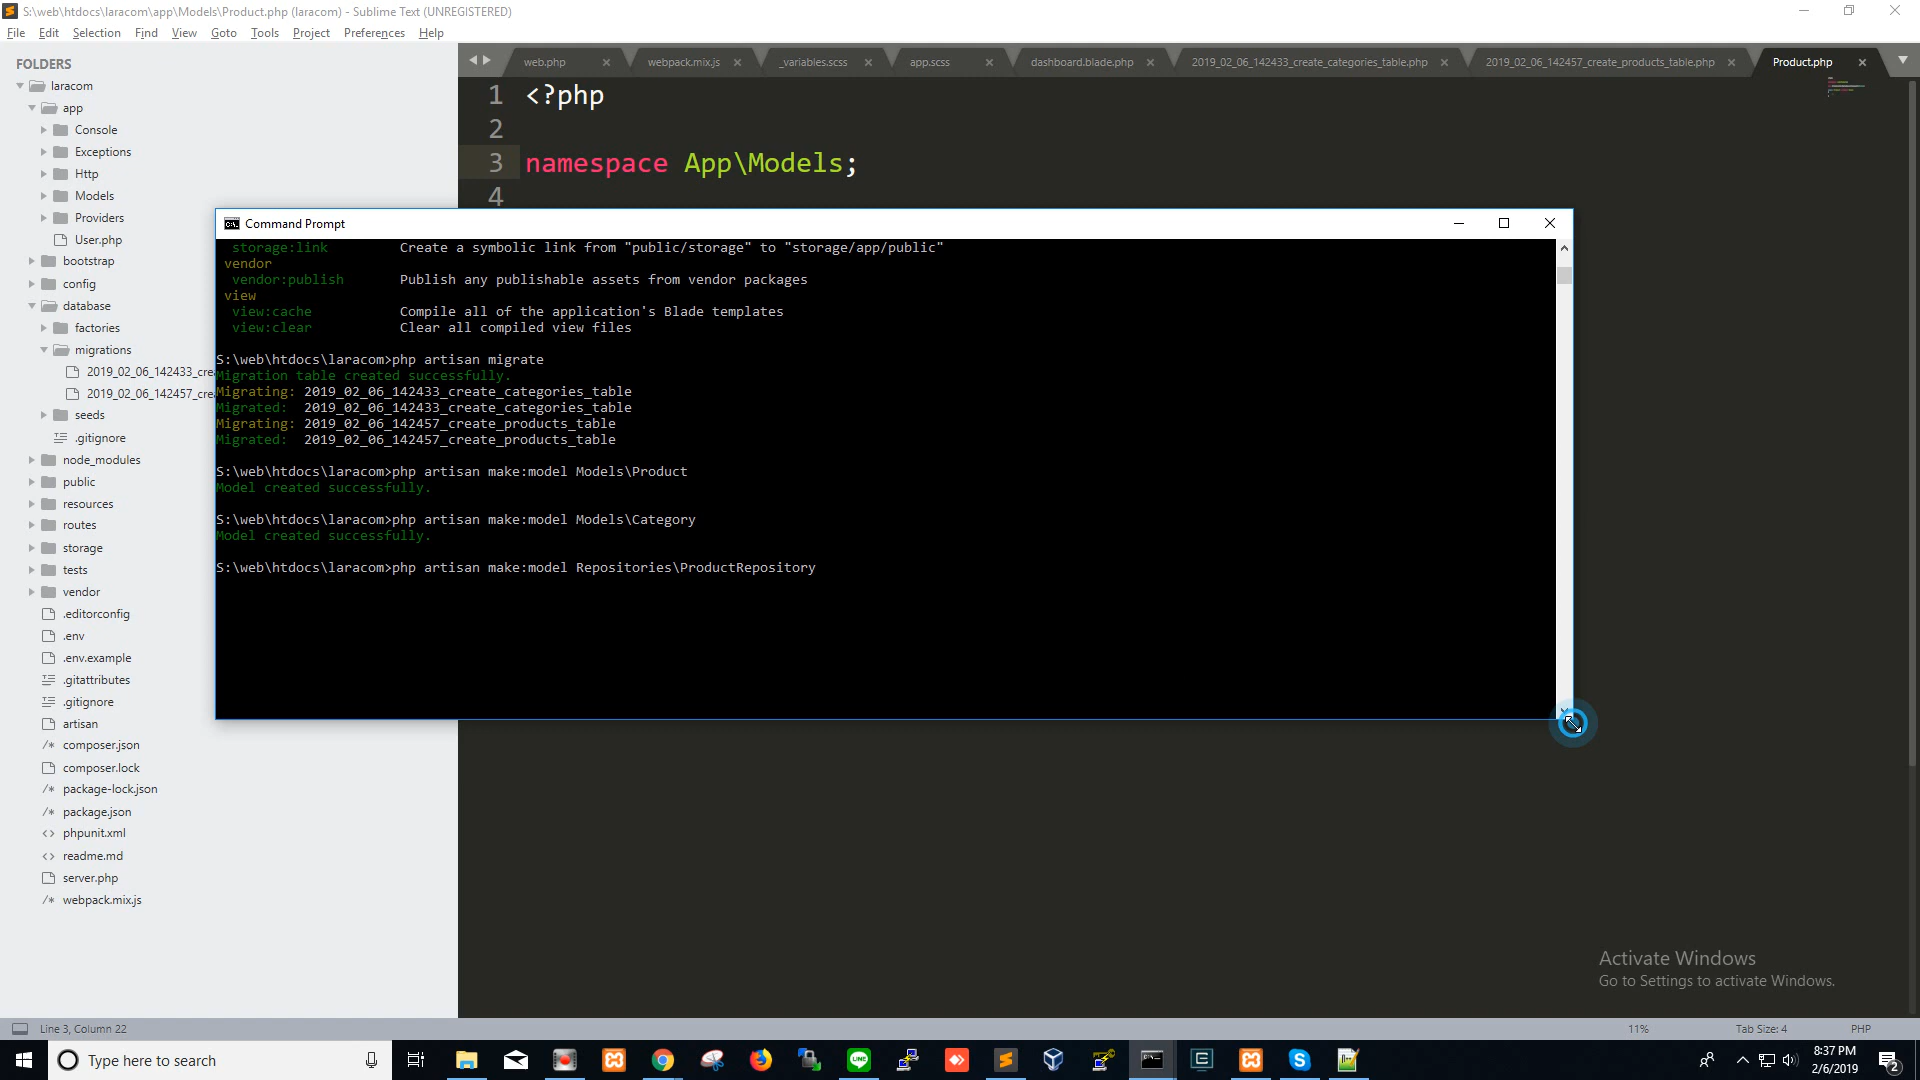 S:\web\htdocs\laracom\app\Models\Product.php (laracom) - Sublime Text (UNREGISTERED)
File Edit Selection Find View Goto Tools Project Preferences Help
FOLDERS
laracom
app
Console
Exceptions
Http
Models
Providers
User.php
bootstrap
config
database
factories
migrations
2019_02_06_142433_cre
2019_02_06_142457_cre
seeds
.gitignore
node_modules
public
resources
routes
storage
tests
vendor
.editorconfig
.env
.env.example
.gitattributes
.gitignore
artisan
composer.json
composer.lock
package-lock.json
package.json
phpunit.xml
readme.md
server.php
webpack.mix.js
web.php webpack.mix.js _variables.scss app.scss dashboard.blade.php 2019_02_06_142433_create_categories_table.php 2019_02_06_142457_create_products_table.php Product.php
1 <?php
2
3 namespace App\Models;
4
Command Prompt
storage:link Create a symbolic link from "public/storage" to "storage/app/public"
vendor
vendor:publish Publish any publishable assets from vendor packages
view
view:cache Compile all of the application's Blade templates
view:clear Clear all compiled view files
S:\web\htdocs\laracom>php artisan migrate
Migration table created successfully.
Migrating: 2019_02_06_142433_create_categories_table
Migrated: 2019_02_06_142433_create_categories_table
Migrating: 2019_02_06_142457_create_products_table
Migrated: 2019_02_06_142457_create_products_table
S:\web\htdocs\laracom>php artisan make:model Models\Product
Model created successfully.
S:\web\htdocs\laracom>php artisan make:model Models\Category
Model created successfully.
S:\web\htdocs\laracom>php artisan make:model Repositories\ProductRepository
Activate Windows
Go to Settings to activate Windows.
Line 3, Column 22 11% Tab Size: 4 PHP
Type here to search
8:37 PM
2/6/2019
2